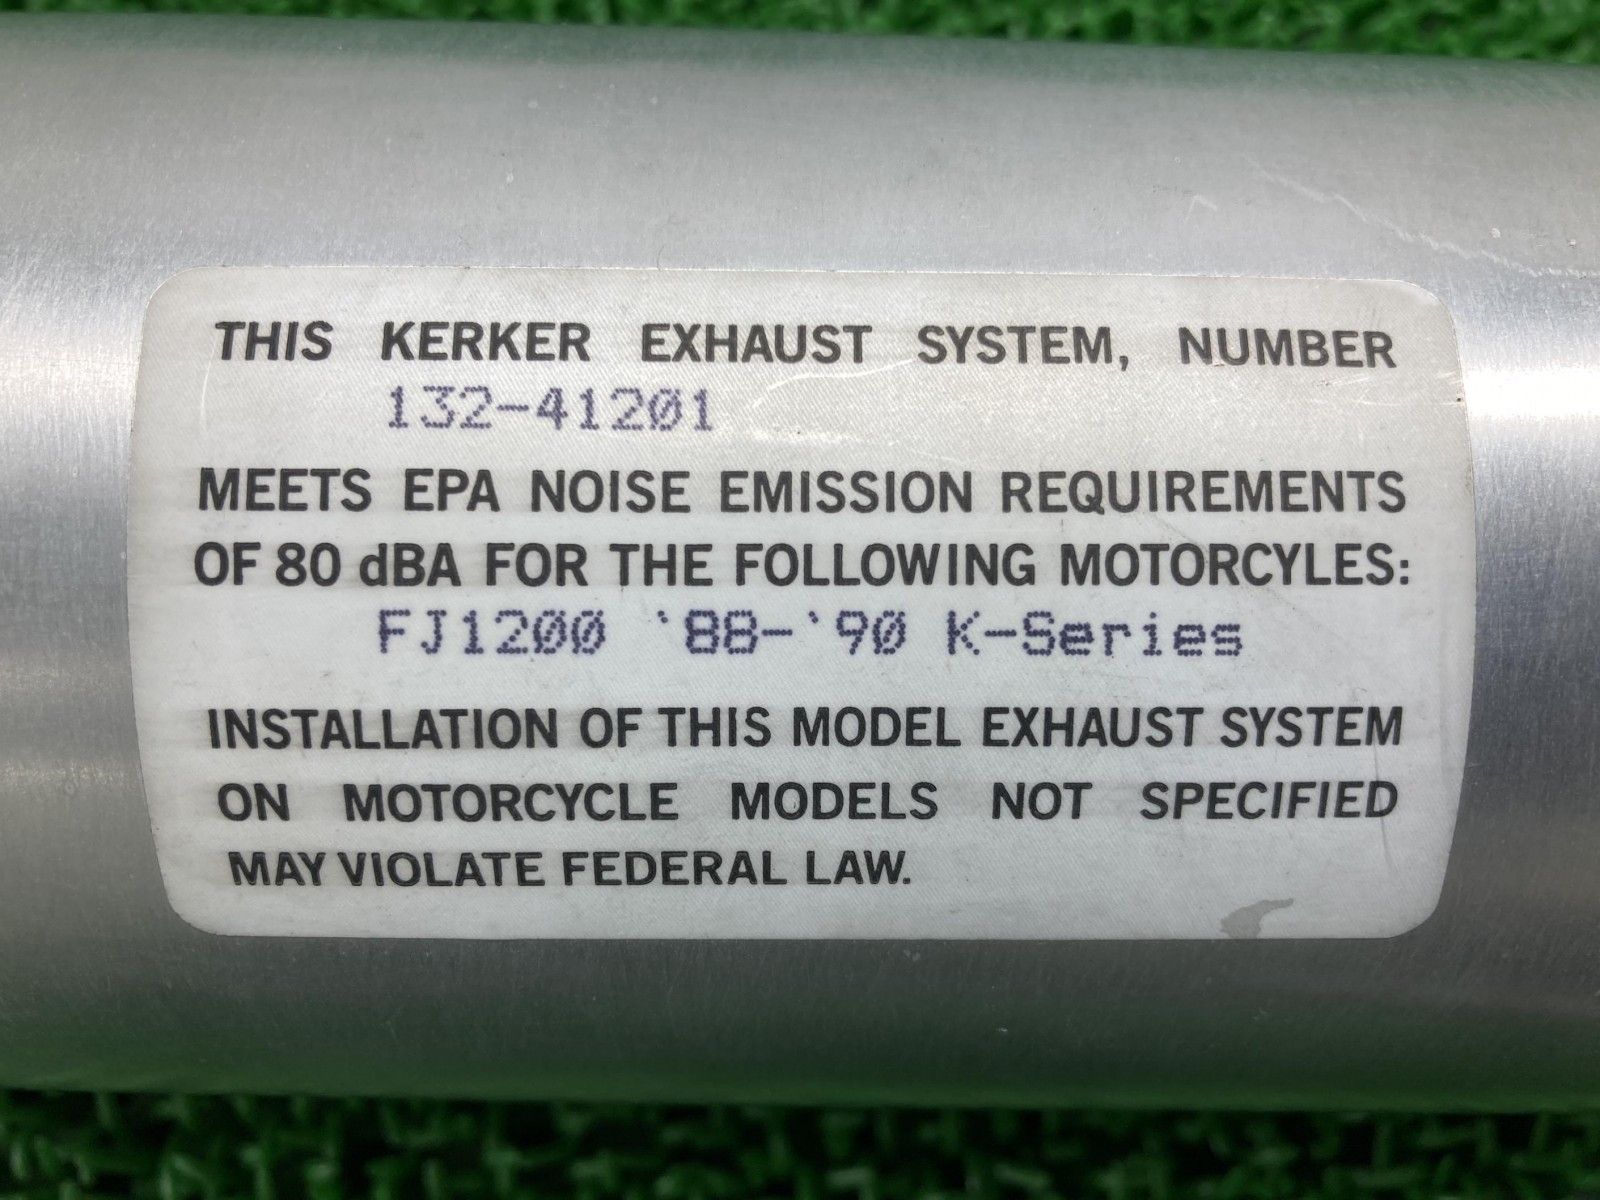 THIS KERKER EXHAUST SYSTEM, NUMBER
132-41201
MEETS EPA NOISE EMISSION REQUIREMENTS
OF 80 dBA FOR THE FOLLOWING MOTORCYLES:
FJ1200 `88-`90 K-Series
INSTALLATION OF THIS MODEL EXHAUST SYSTEM
ON MOTORCYCLE MODELS NOT SPECIFIED
MAY VIOLATE FEDERAL LAW.